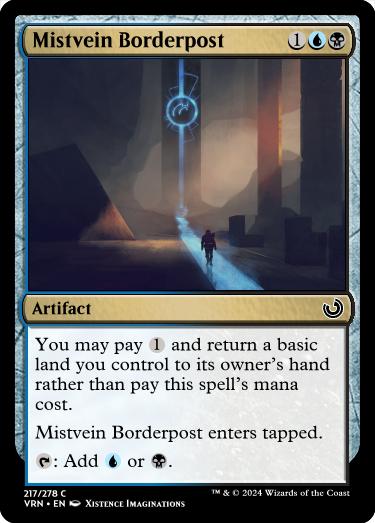 Mistvein Borderpost 1
Artifact
You may pay 1 and return a basic
land you control to its owner's hand
rather than pay this spell's mana
cost.
Mistvein Borderpost enters tapped.
: Add or .
217/278 C
VRN • EN Xistence Imaginations
™ & © 2024 Wizards of the Coast